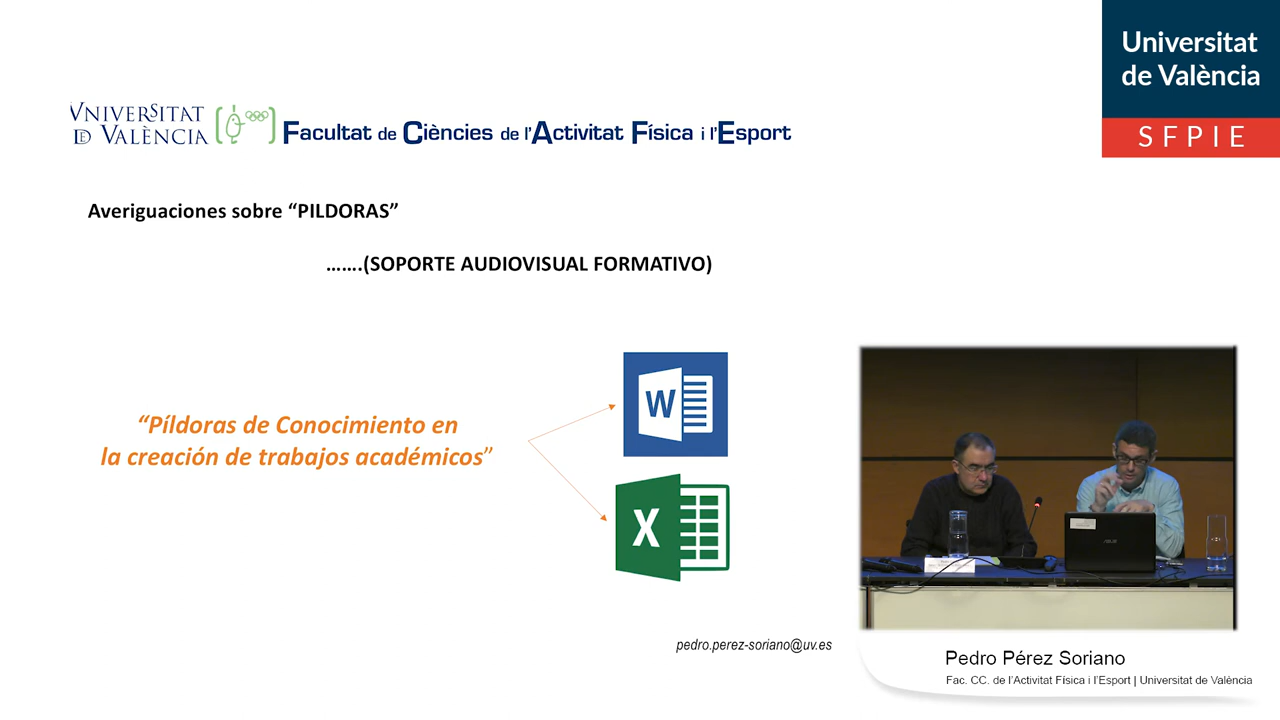 Universitat
de València
SFPIE
VNIVERSITAT
DE VALÈNCIA
Facultat de Ciències de l'Activitat Física i l'Esport
Averiguaciones sobre “PILDORAS”
…….(SOPORTE AUDIOVISUAL FORMATIVO)
“Píldoras de Conocimiento en
la creación de trabajos académicos”
W
X
ASUS
pedro.perez-soriano@uv.es
Pedro Pérez Soriano
Fac. CC. de l'Activitat Física i l'Esport | Universitat de València